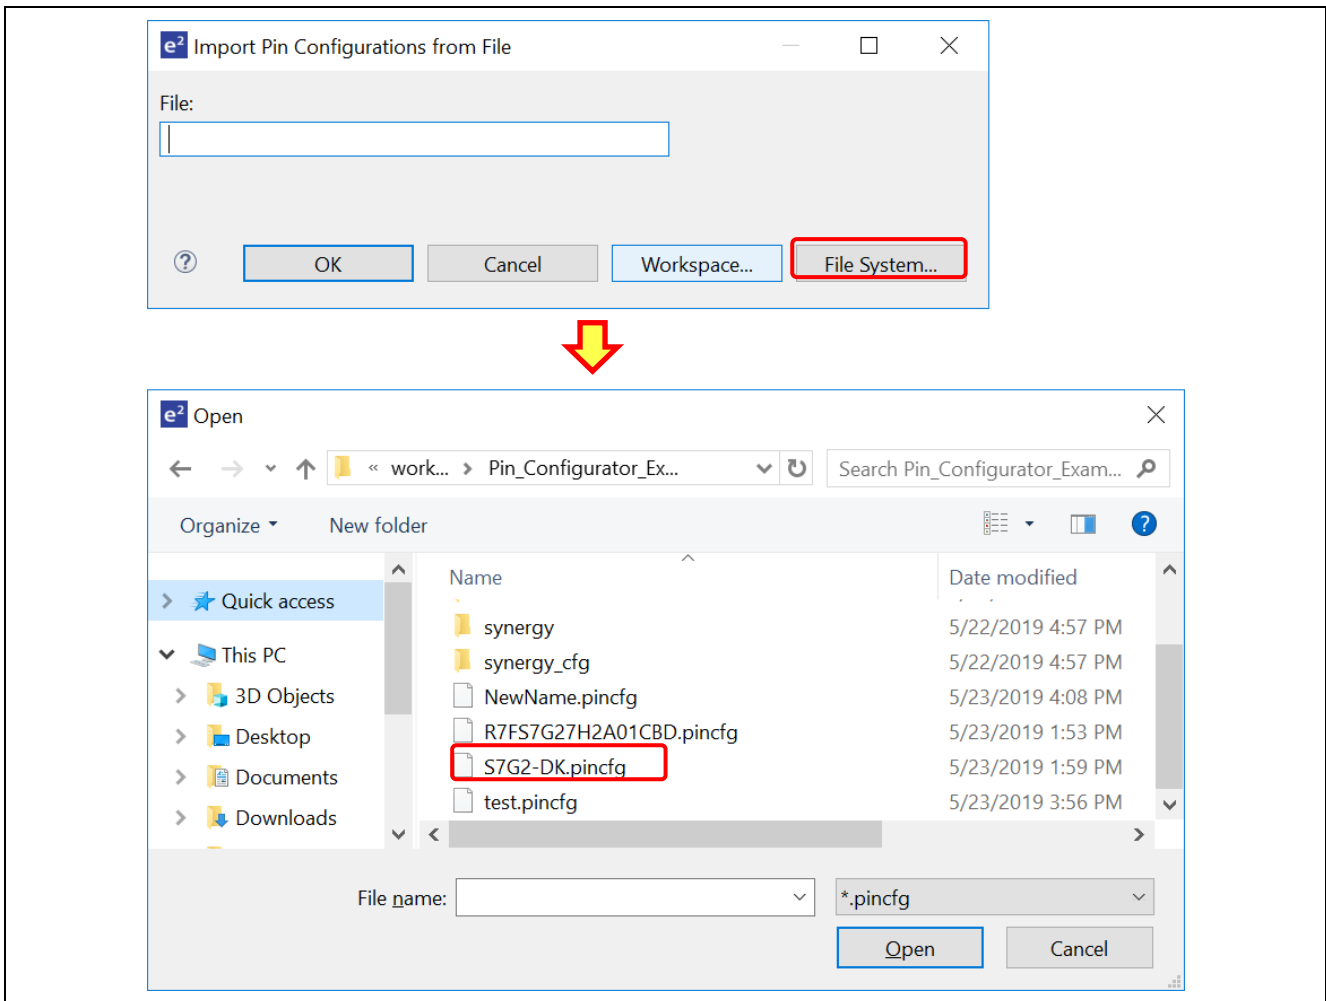 e² Import Pin Configurations from File
File:
? OK Cancel Workspace... File System...
e² Open
« work... > Pin_Configurator_Ex... Search Pin_Configurator_Exam...
Organize New folder ?
Name Date modified
Quick access
synergy 5/22/2019 4:57 PM
This PC
synergy_cfg 5/22/2019 4:57 PM
3D Objects
NewName.pincfg 5/23/2019 4:08 PM
Desktop
R7FS7G27H2A01CBD.pincfg 5/23/2019 1:53 PM
Documents
S7G2-DK.pincfg 5/23/2019 1:59 PM
Downloads
test.pincfg 5/23/2019 3:56 PM
File name: *.pincfg
Open Cancel